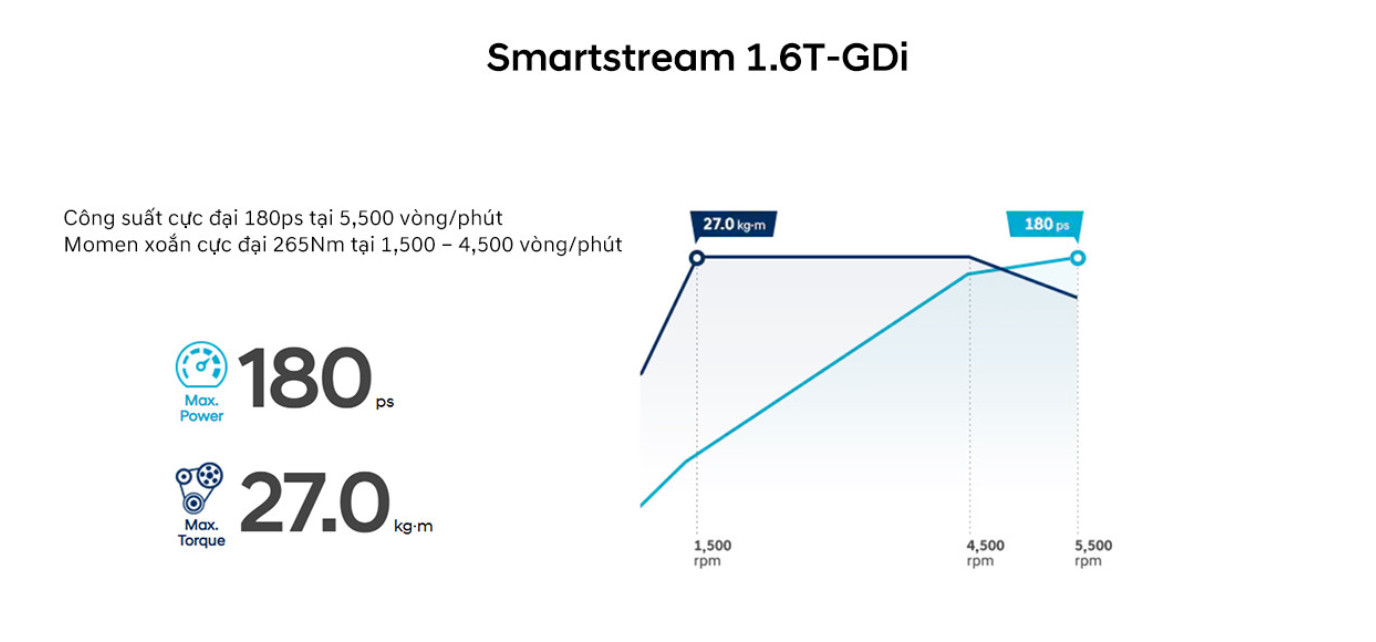 Smartstream 1.6T-GDi
Công suất cực đại 180ps tại 5,500 vòng/phút
Momen xoắn cực đại 265Nm tại 1,500 – 4,500 vòng/phút
Max.
Power
180 ps
Max.
Torque
27.0 kg·m
27.0 kg·m
180 ps
1,500
rpm
4,500
rpm
5,500
rpm